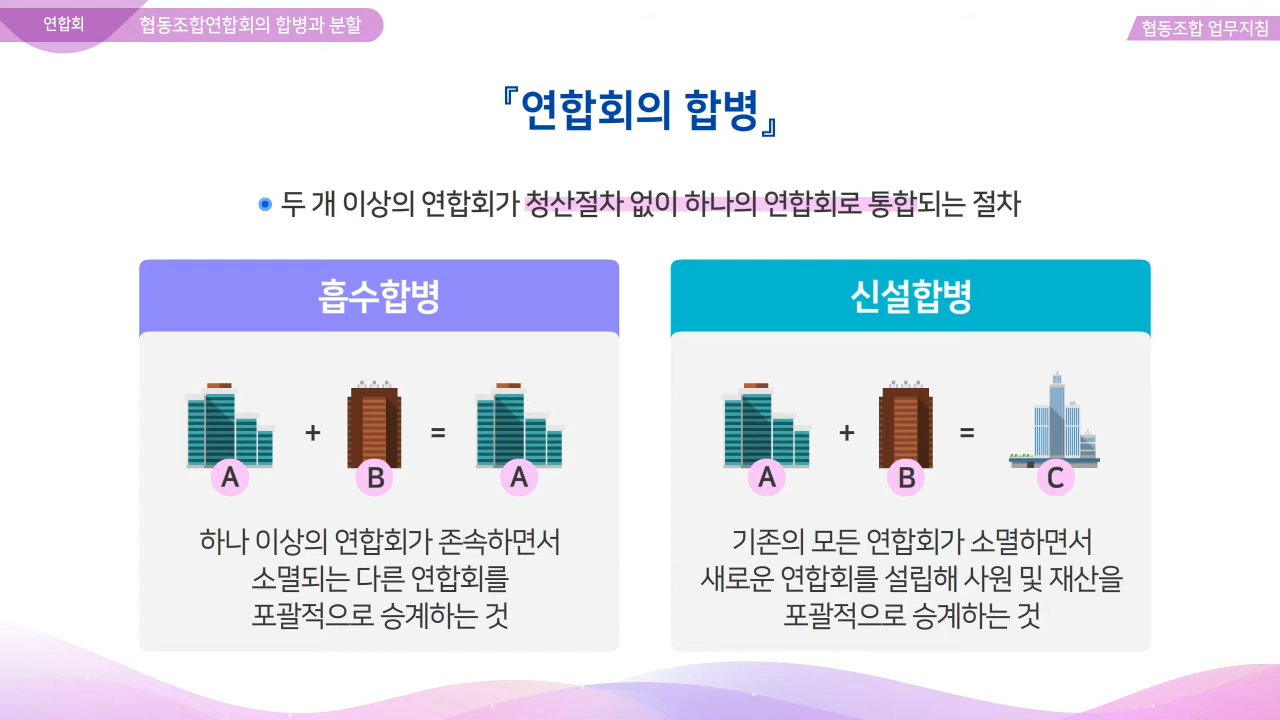 연합회
협동조합연합회의 합병과 분할
협동조합 업무지침
『연합회의 합병』
두 개 이상의 연합회가 청산절차 없이 하나의 연합회로 통합되는 절차
흡수합병
A + B = A
하나 이상의 연합회가 존속하면서
소멸되는 다른 연합회를
포괄적으로 승계하는 것
신설합병
A + B = C
기존의 모든 연합회가 소멸하면서
새로운 연합회를 설립해 사원 및 재산을
포괄적으로 승계하는 것